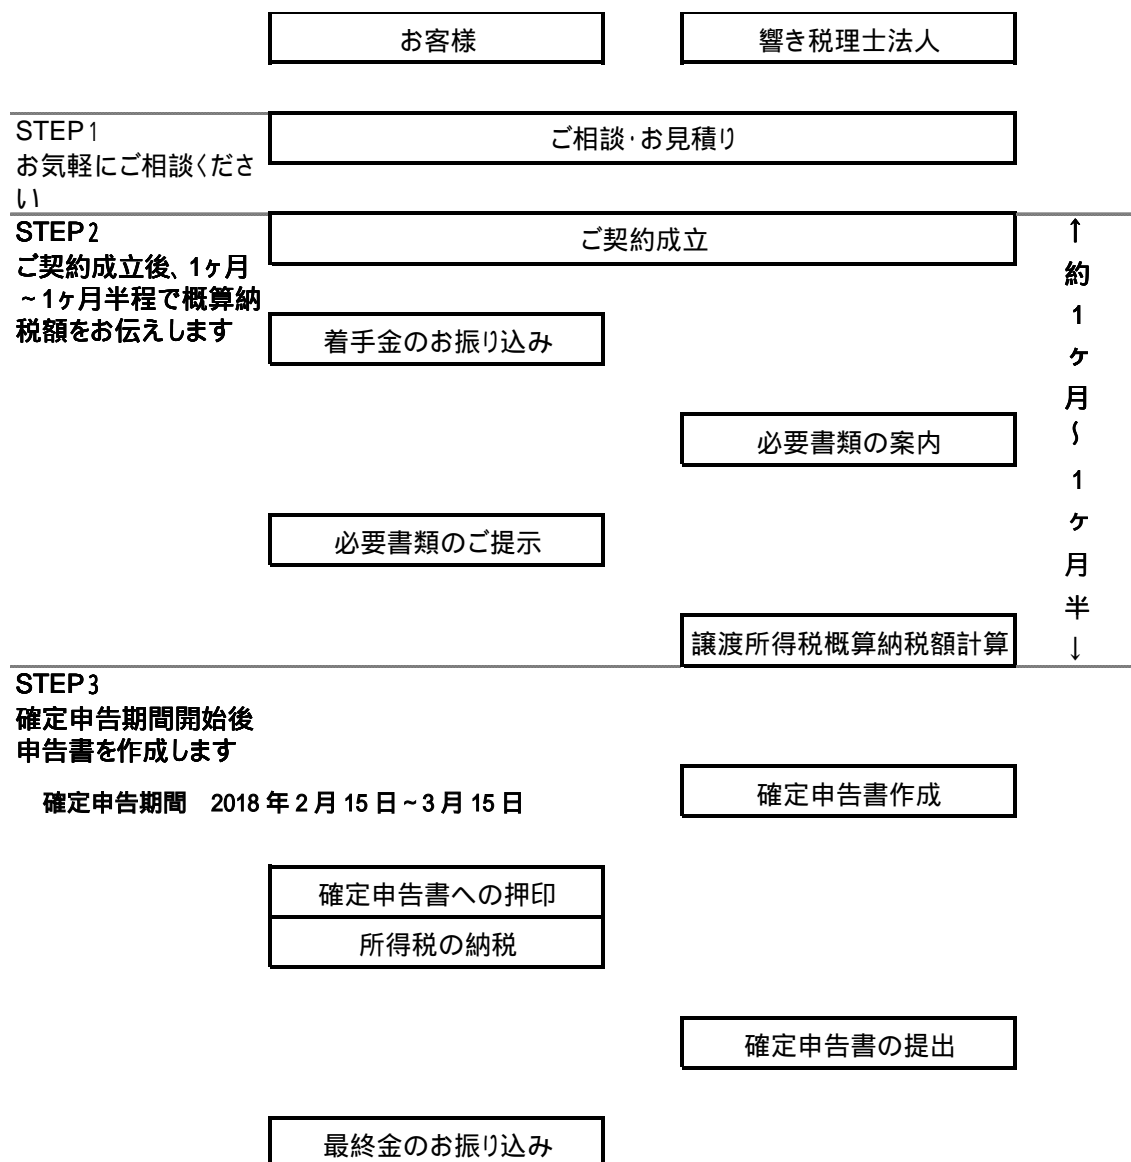 お客様
響き税理士法人
STEP1
お気軽にご相談くださ
い
ご相談・お見積り
STEP2
ご契約成立後、1ヶ月
~1ヶ月半程で概算納
税額をお伝えします
ご契約成立
着手金のお振り込み
必要書類の案内
必要書類のご提示
譲渡所得税概算納税額計算
↑約1ヶ月~1ヶ月半↓
STEP3
確定申告期間開始後
申告書を作成します
確定申告期間 2018年2月15日~3月15日
確定申告書作成
確定申告書への押印
所得税の納税
確定申告書の提出
最終金のお振り込み